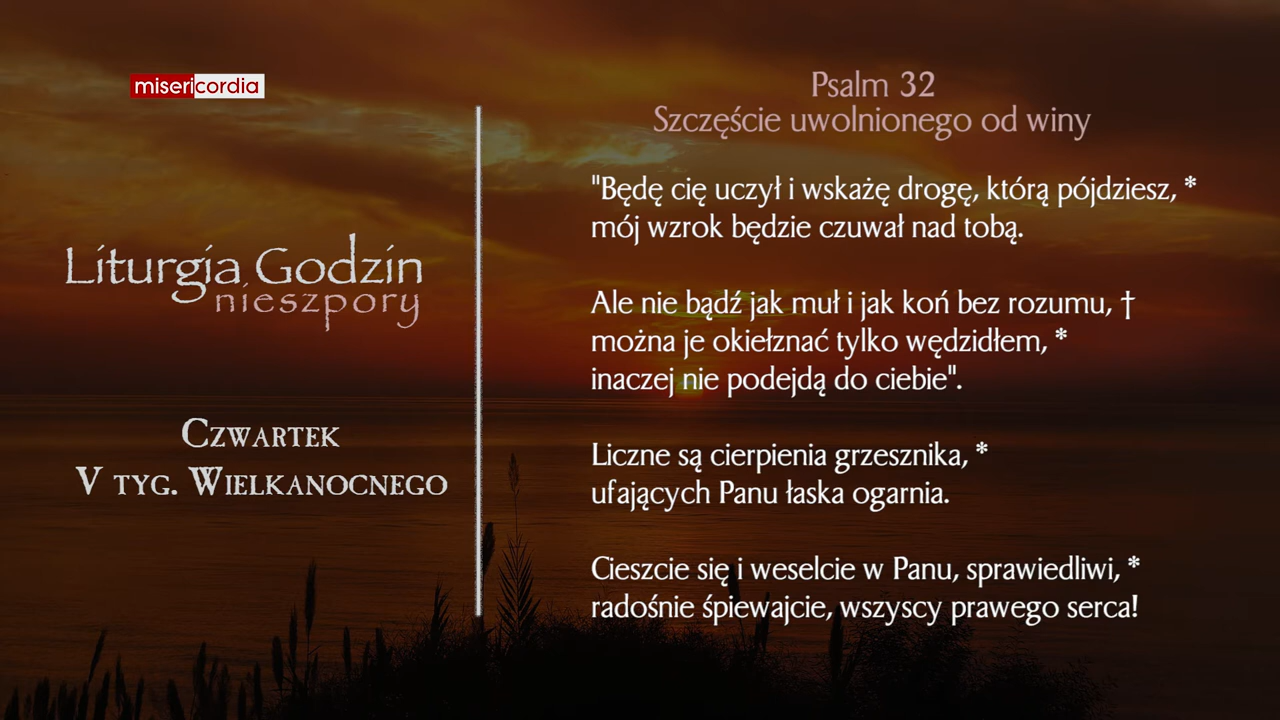 misericordia
Liturgia Godzin
nieszpory
Czwartek
V tyg. Wielkanocnego
Psalm 32
Szczęście uwolnionego od winy
"Będę cię uczył i wskażę drogę, którą pójdziesz, *
mój wzrok będzie czuwał nad tobą.
Ale nie bądź jak muł i jak koń bez rozumu, †
można je okiełznać tylko wędzidłem, *
inaczej nie podejdą do ciebie".
Liczne są cierpienia grzesznika, *
ufających Panu łaska ogarnia.
Cieszcie się i weselcie w Panu, sprawiedliwi, *
radośnie śpiewajcie, wszyscy prawego serca!